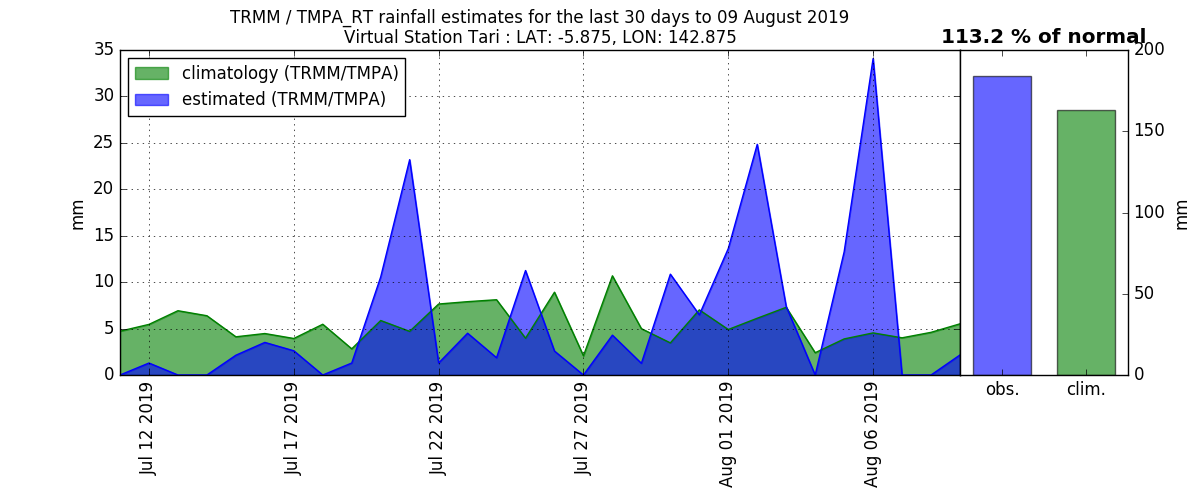 TRMM / TMPA_RT rainfall estimates for the last 30 days to 09 August 2019
Virtual Station Tari : LAT: -5.875, LON: 142.875
113.2 % of normal
climatology (TRMM/TMPA)
estimated (TRMM/TMPA)
35
30
25
20
15
10
5
0
mm
Jul 12 2019
Jul 17 2019
Jul 22 2019
Jul 27 2019
Aug 01 2019
Aug 06 2019
obs.
clim.
200
150
100
50
0
mm